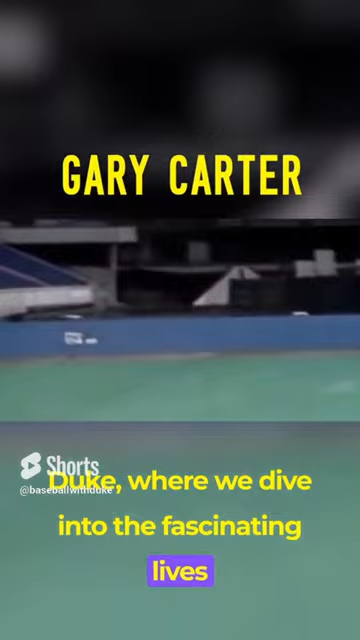 GARY CARTER
Shorts
Duke, where we dive
@baseballwithduke
into the fascinating
lives